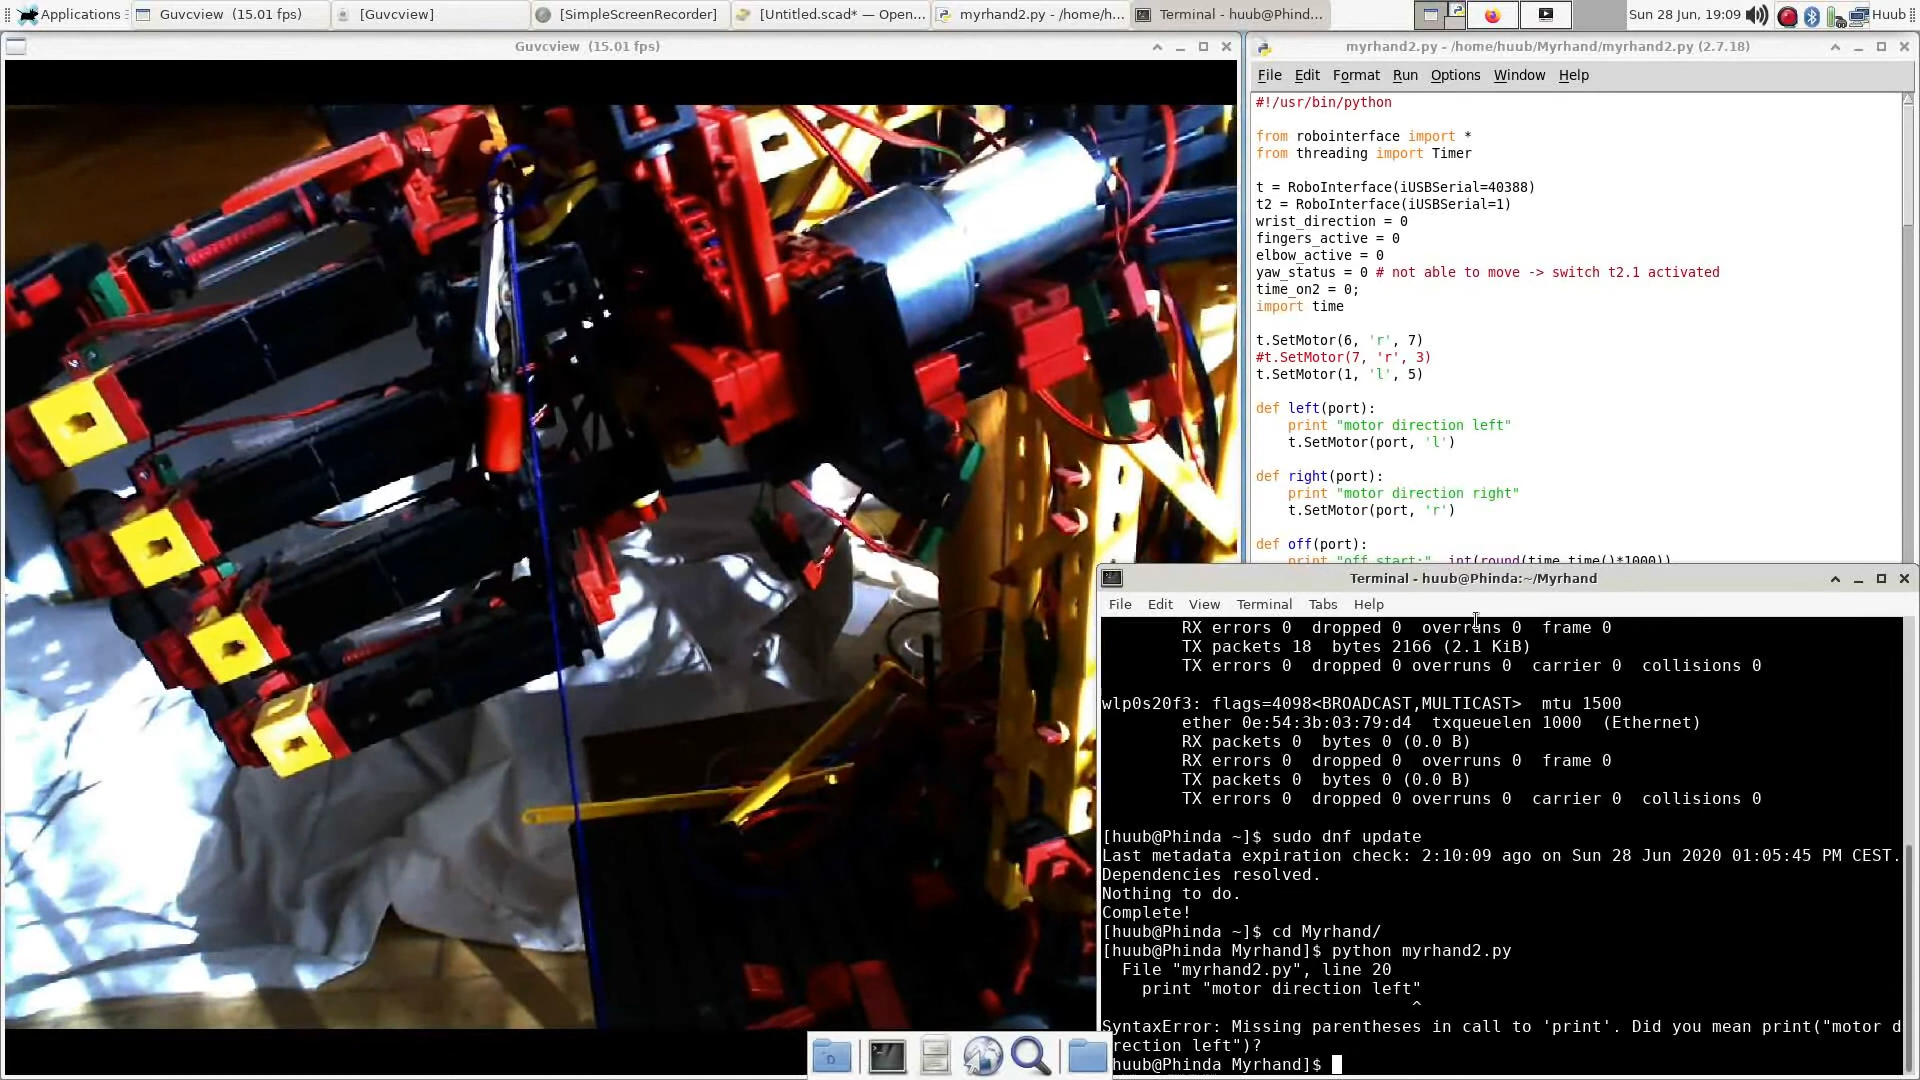 Applications
Guvcview (15.01 fps)
[Guvcview]
[SimpleScreenRecorder]
[Untitled.scad* — Open...
myrhand2.py - /home/h...
Terminal - huub@Phind...
Sun 28 Jun, 19:09
Huub
Guvcview (15.01 fps)
myrhand2.py - /home/huub/Myrhand/myrhand2.py (2.7.18)
File Edit Format Run Options Window Help
#!/usr/bin/python
from robointerface import *
from threading import Timer
t = RoboInterface(iUSBSerial=40388)
t2 = RoboInterface(iUSBSerial=1)
wrist_direction = 0
fingers_active = 0
elbow_active = 0
yaw_status = 0 # not able to move -> switch t2.1 activated
time_on2 = 0;
import time
t.SetMotor(6, 'r', 7)
#t.SetMotor(7, 'r', 3)
t.SetMotor(1, 'l', 5)
def left(port):
print "motor direction left"
t.SetMotor(port, 'l')
def right(port):
print "motor direction right"
t.SetMotor(port, 'r')
def off(port):
print "off start:", int(round(time.time()*1000))
Terminal - huub@Phinda:~/Myrhand
File Edit View Terminal Tabs Help
RX errors 0 dropped 0 overruns 0 frame 0
TX packets 18 bytes 2166 (2.1 KiB)
TX errors 0 dropped 0 overruns 0 carrier 0 collisions 0
wlp0s20f3: flags=4098<BROADCAST,MULTICAST> mtu 1500
ether 0e:54:3b:03:79:d4 txqueuelen 1000 (Ethernet)
RX packets 0 bytes 0 (0.0 B)
RX errors 0 dropped 0 overruns 0 frame 0
TX packets 0 bytes 0 (0.0 B)
TX errors 0 dropped 0 overruns 0 carrier 0 collisions 0
[huub@Phinda ~]$ sudo dnf update
Last metadata expiration check: 2:10:09 ago on Sun 28 Jun 2020 01:05:45 PM CEST.
Dependencies resolved.
Nothing to do.
Complete!
[huub@Phinda ~]$ cd Myrhand/
[huub@Phinda Myrhand]$ python myrhand2.py
File "myrhand2.py", line 20
print "motor direction left"
^
SyntaxError: Missing parentheses in call to 'print'. Did you mean print("motor d
rection left")?
huub@Phinda Myrhand]$